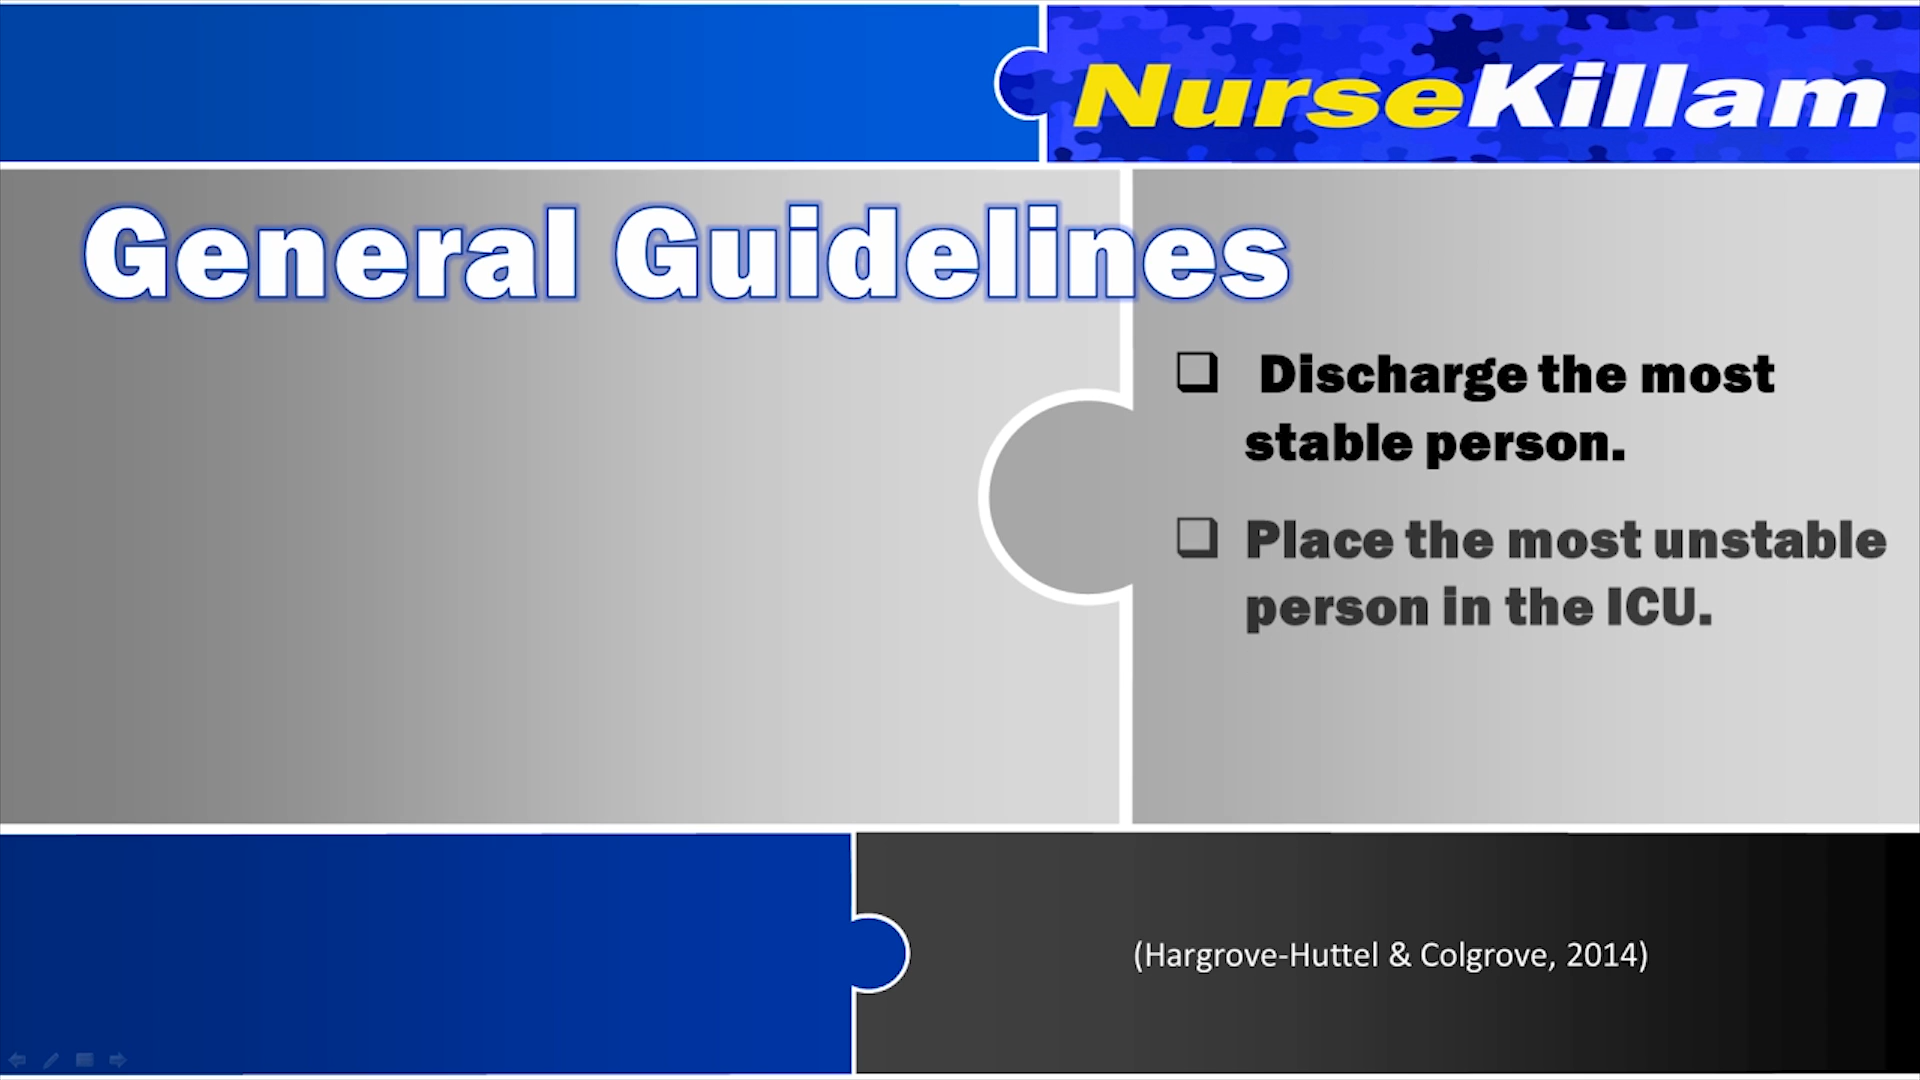 NurseKillam
General Guidelines
❑ Discharge the most
stable person.
❑ Place the most unstable
person in the ICU.
(Hargrove-Huttel & Colgrove, 2014)